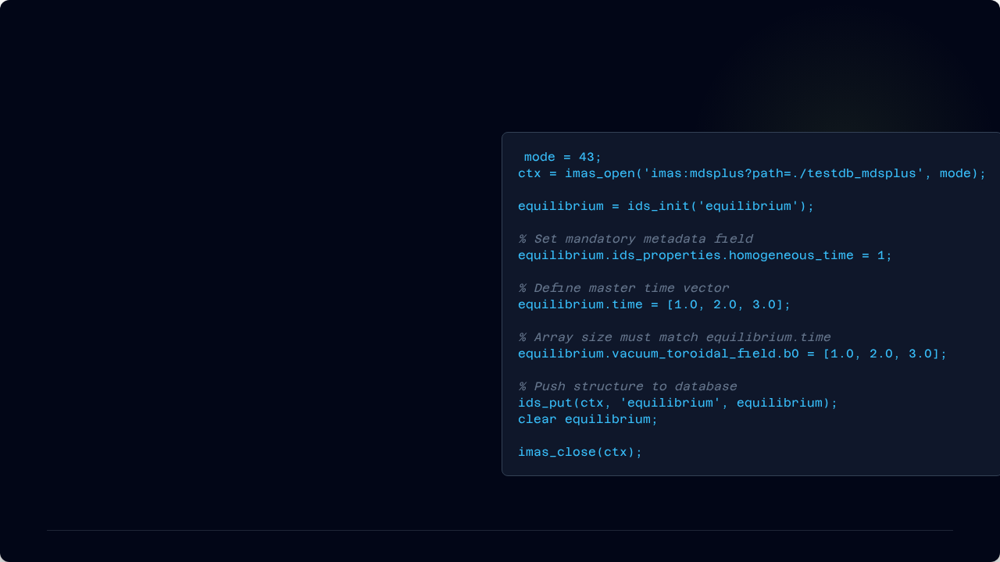 mode = 43;
ctx = imas_open('imas:mdsplus?path=./testdb_mdsplus', mode);
equilibrium = ids_init('equilibrium');
% Set mandatory metadata field
equilibrium.ids_properties.homogeneous_time = 1;
% Define master time vector
equilibrium.time = [1.0, 2.0, 3.0];
% Array size must match equilibrium.time
equilibrium.vacuum_toroidal_field.b0 = [1.0, 2.0, 3.0];
% Push structure to database
ids_put(ctx, 'equilibrium', equilibrium);
clear equilibrium;
imas_close(ctx);